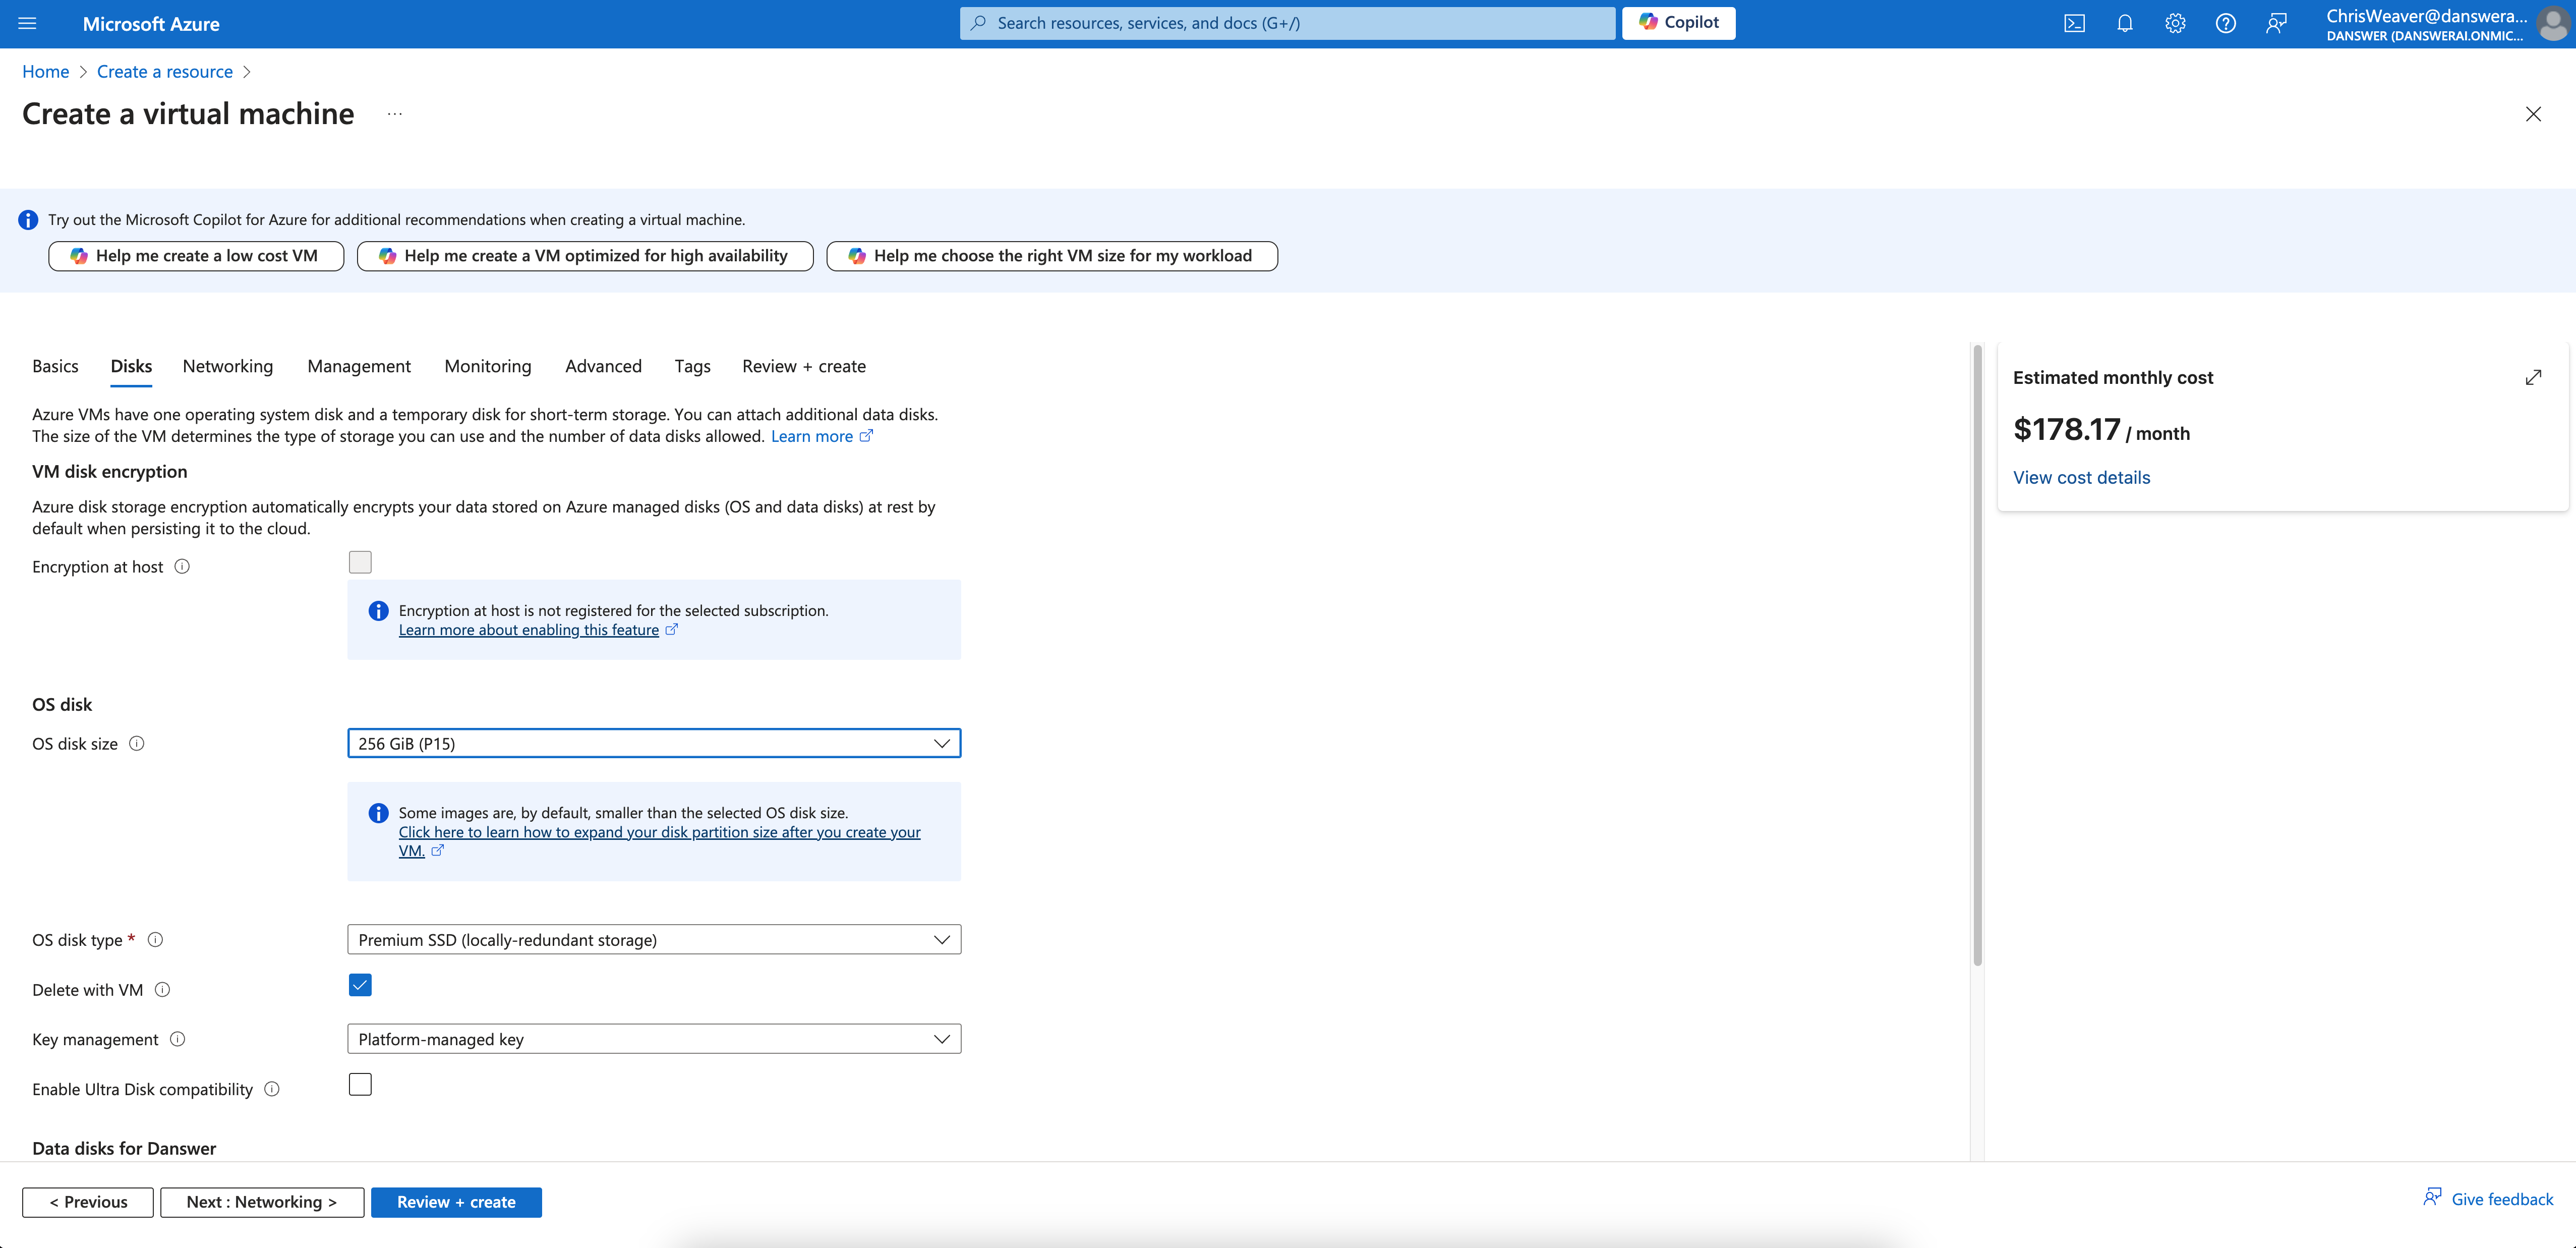 Microsoft Azure
Search resources, services, and docs (G+/)
Copilot
ChrisWeaver@danswera...
DANSWER (DANSWERAI.ONMIC...
Home > Create a resource >
Create a virtual machine ...
Try out the Microsoft Copilot for Azure for additional recommendations when creating a virtual machine.
Help me create a low cost VM
Help me create a VM optimized for high availability
Help me choose the right VM size for my workload
Basics Disks Networking Management Monitoring Advanced Tags Review + create
Azure VMs have one operating system disk and a temporary disk for short-term storage. You can attach additional data disks.
The size of the VM determines the type of storage you can use and the number of data disks allowed. Learn more
VM disk encryption
Azure disk storage encryption automatically encrypts your data stored on Azure managed disks (OS and data disks) at rest by
default when persisting it to the cloud.
Encryption at host
Encryption at host is not registered for the selected subscription.
Learn more about enabling this feature
OS disk
OS disk size
256 GiB (P15)
Some images are, by default, smaller than the selected OS disk size.
Click here to learn how to expand your disk partition size after you create your
VM.
OS disk type *
Premium SSD (locally-redundant storage)
Delete with VM
Key management
Platform-managed key
Enable Ultra Disk compatibility
Data disks for Danswer
Estimated monthly cost
$178.17 / month
View cost details
< Previous
Next : Networking >
Review + create
Give feedback